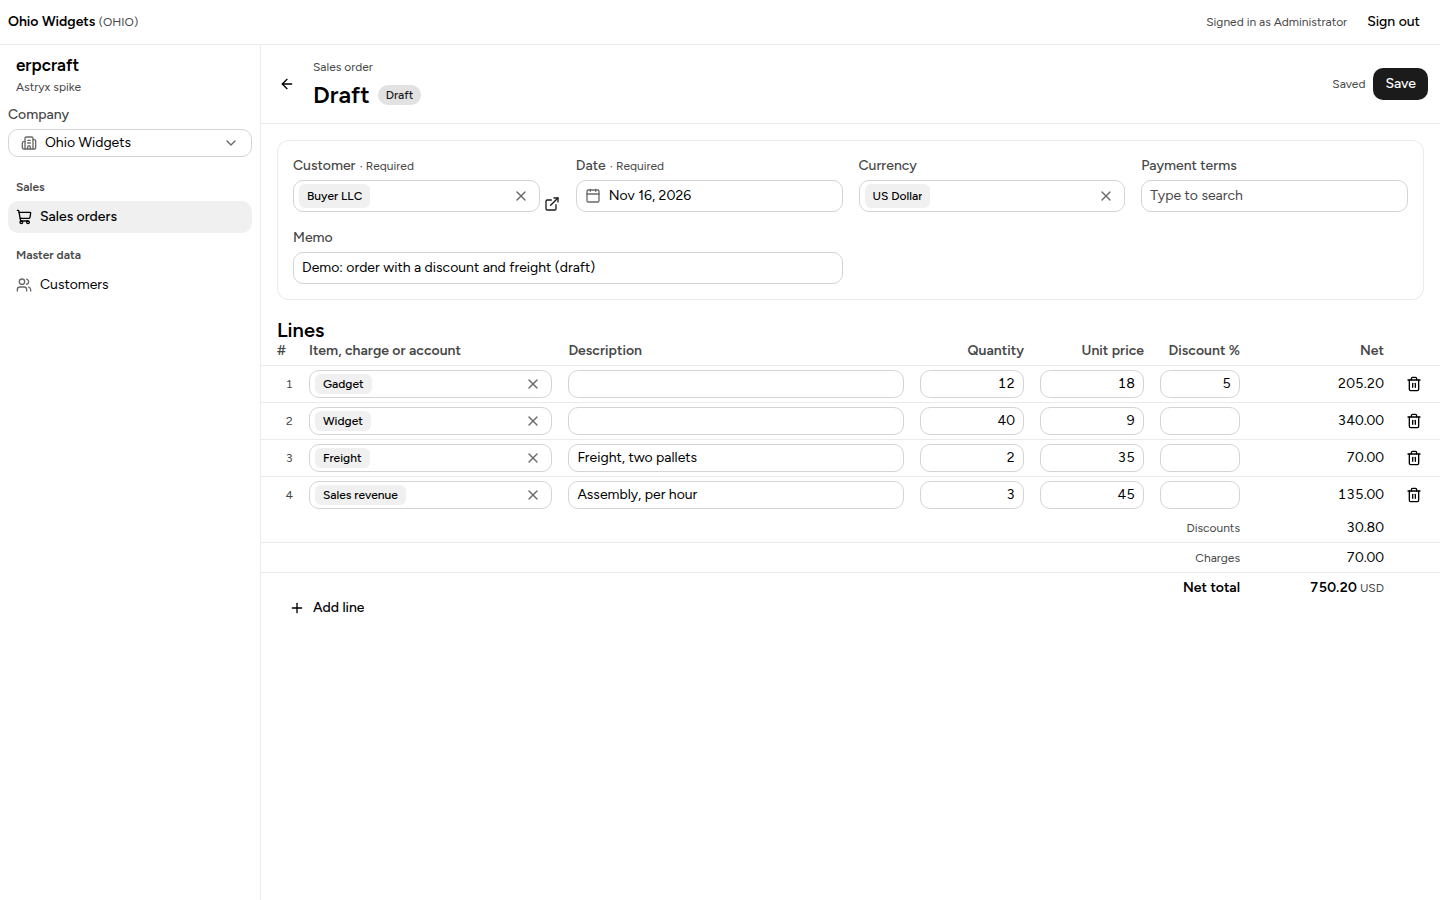 Ohio Widgets (OHIO)
Signed in as Administrator
Sign out
erpcraft
Astryx spike
Company
Ohio Widgets
Sales
Sales orders
Master data
Customers
Sales order
Draft Draft
Saved
Save
Customer · Required
Date · Required
Currency
Payment terms
Buyer LLC
Nov 16, 2026
US Dollar
Type to search
Memo
Demo: order with a discount and freight (draft)
Lines
# Item, charge or account Description Quantity Unit price Discount % Net
1 Gadget 12 18 5 205.20
2 Widget 40 9 340.00
3 Freight Freight, two pallets 2 35 70.00
4 Sales revenue Assembly, per hour 3 45 135.00
Discounts 30.80
Charges 70.00
Net total 750.20 USD
Add line